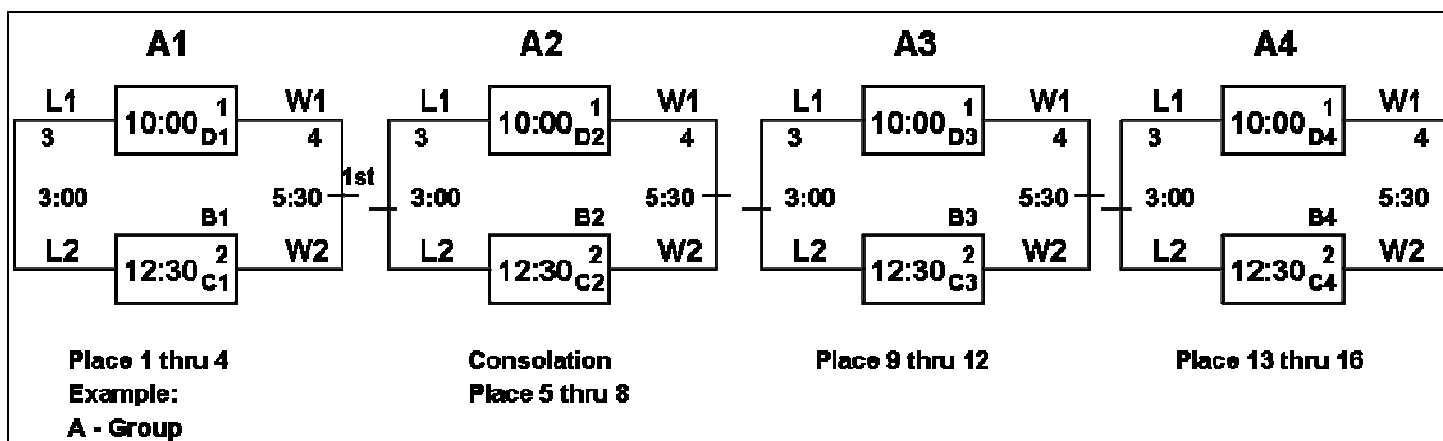 A1 A2 A3 A4
L1 1 W1 L1 1 W1 L1 1 W1 L1 1 W1
10:00 D1 10:00 D2 10:00 D3 10:00 D4
3 4 3 4 3 4 3 4
1st
3:00 5:30 3:00 5:30 3:00 5:30 3:00 5:30
B1 B2 B3 B4
L2 2 W2 L2 2 W2 L2 2 W2 L2 2 W2
12:30 C1 12:30 C2 12:30 C3 12:30 C4
Place 1 thru 4 Consolation Place 9 thru 12 Place 13 thru 16
Example: Place 5 thru 8
A - Group